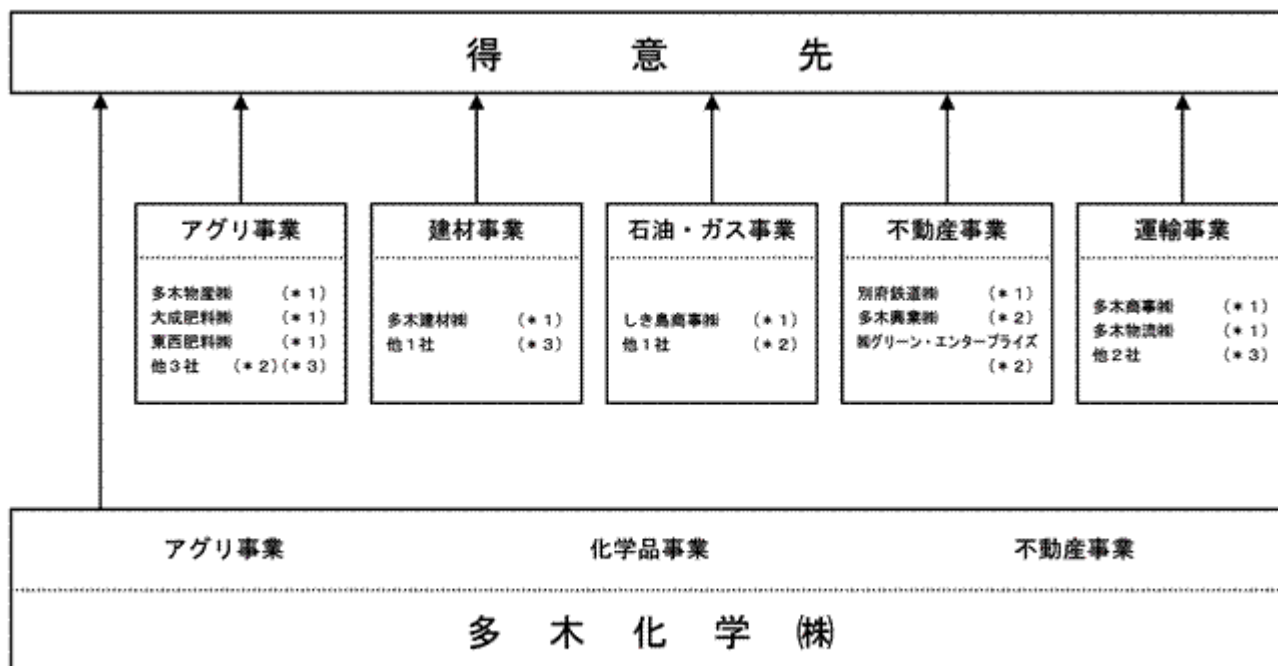 得意先
アグリ事業
多木物産㈱ (*1)
大成肥料㈱ (*1)
東西肥料㈱ (*1)
他3社 (*2)(*3)
建材事業
多木建材㈱ (*1)
他1社 (*3)
石油・ガス事業
しき島商事㈱ (*1)
他1社 (*2)
不動産事業
別府鉄道㈱ (*1)
多木興業㈱ (*2)
㈱グリーン・エンタープライズ
(*2)
運輸事業
多木商事㈱ (*1)
多木物流㈱ (*1)
他2社 (*3)
アグリ事業 化学品事業 不動産事業
多木化学㈱